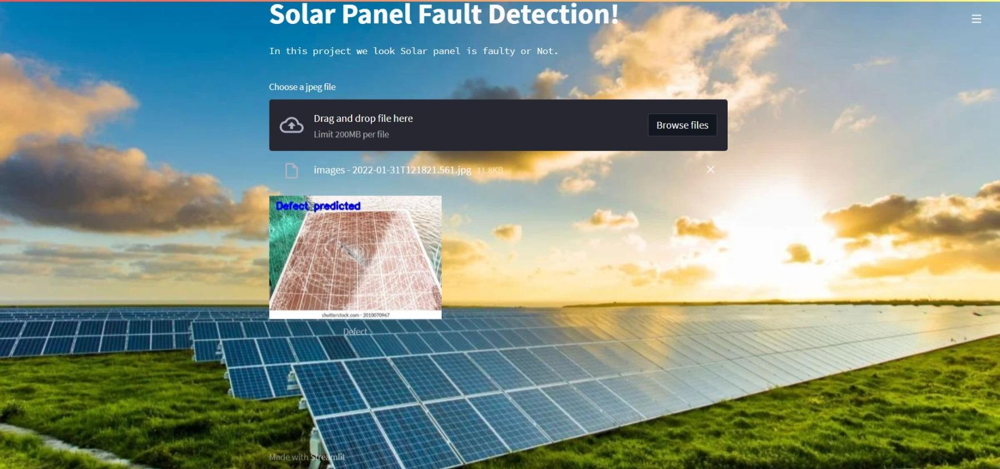 Solar Panel Fault Detection!
In this project we look Solar panel is faulty or Not.
Choose a jpeg file
Drag and drop file here
Limit 200MB per file
Browse files
images - 2022-01-31T121821.561.jpg 11.8KB
Defect predicted
shutterstock.com · 2010070967
Defect
Made with Streamlit